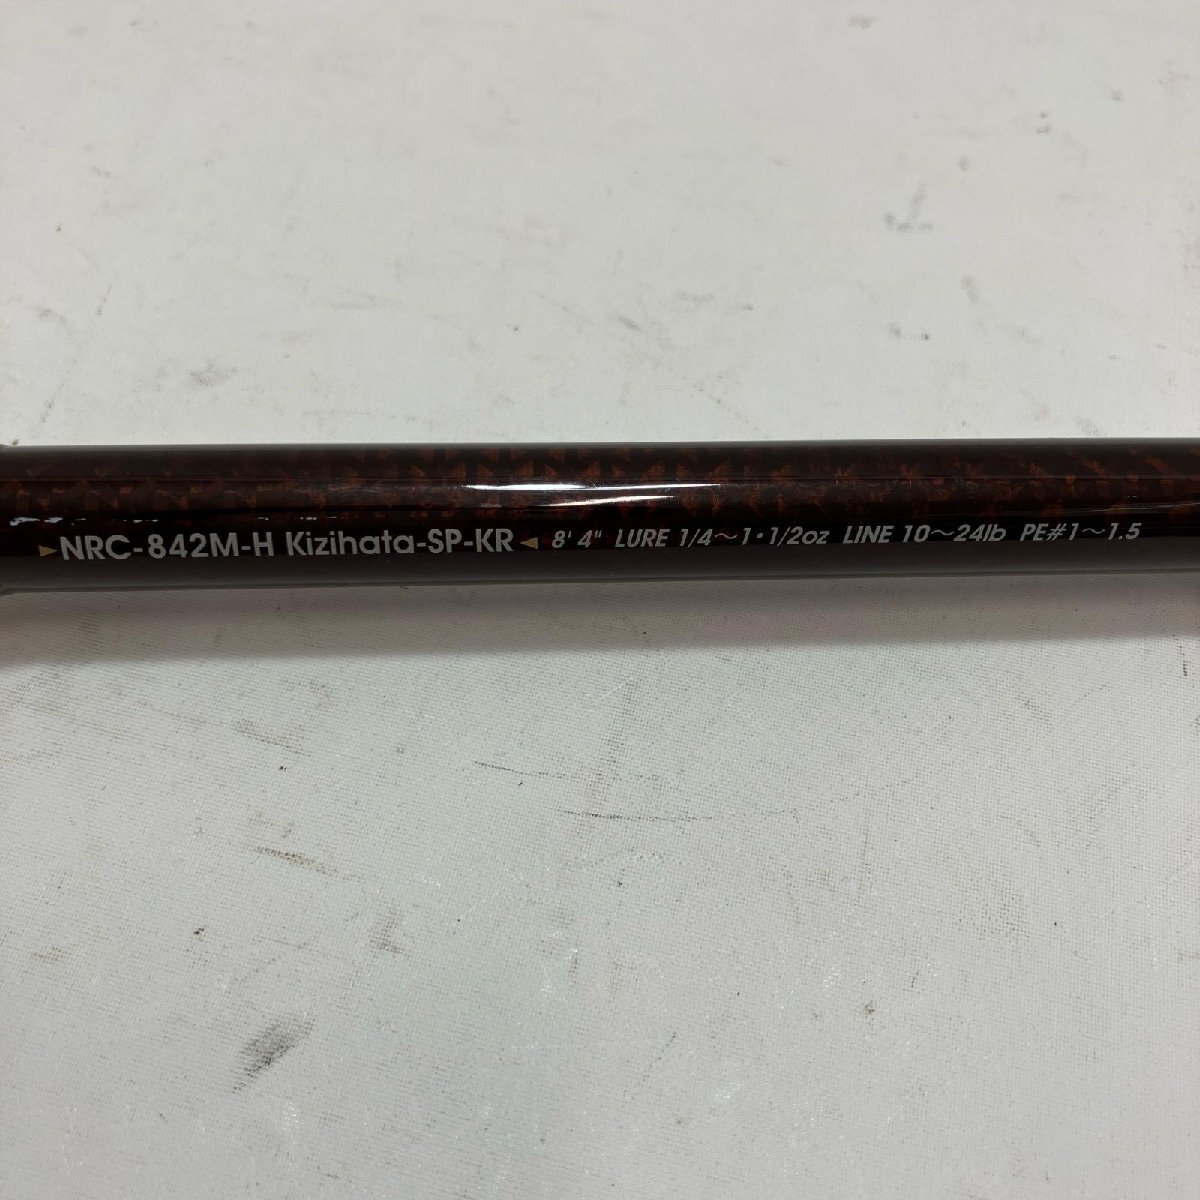 ▸NRC-842M-H Kizihata-SP-KR◂ 8' 4" LURE 1/4～1・1/2oz LINE 10～24lb PE#1～1.5